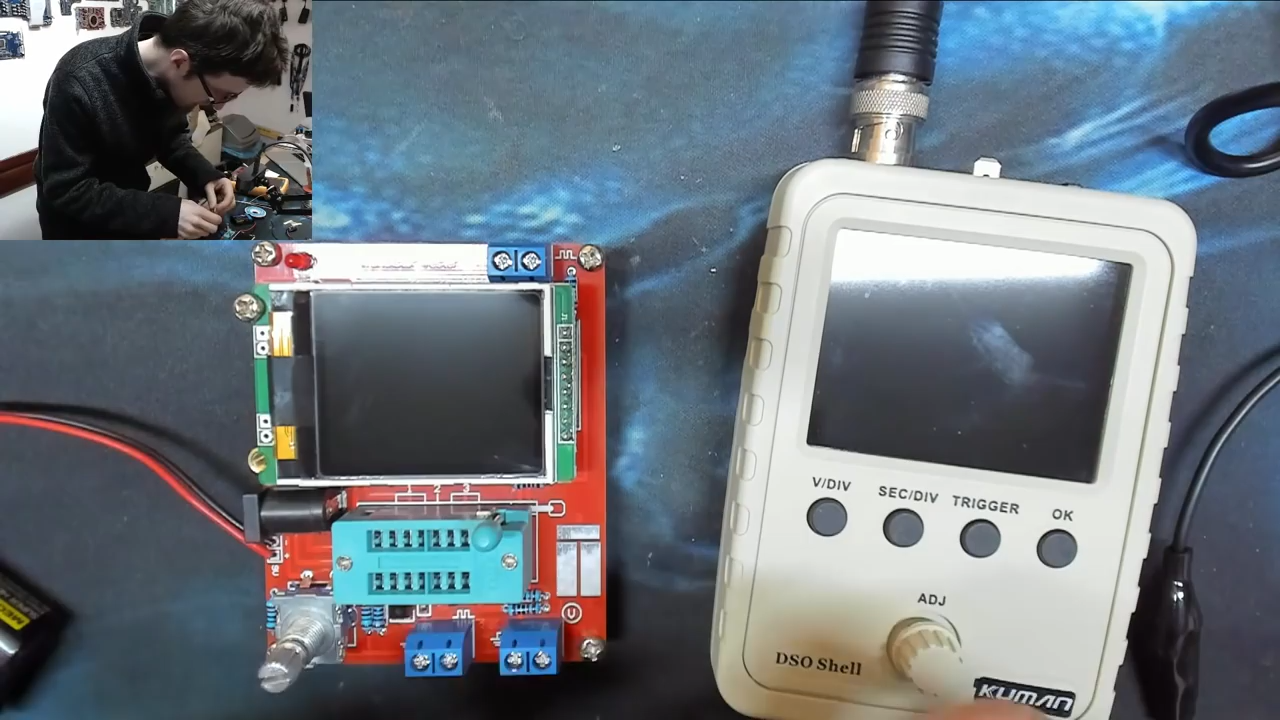 1 2 3
V/DIV
SEC/DIV
TRIGGER
OK
ADJ
DSO Shell
KUMAN